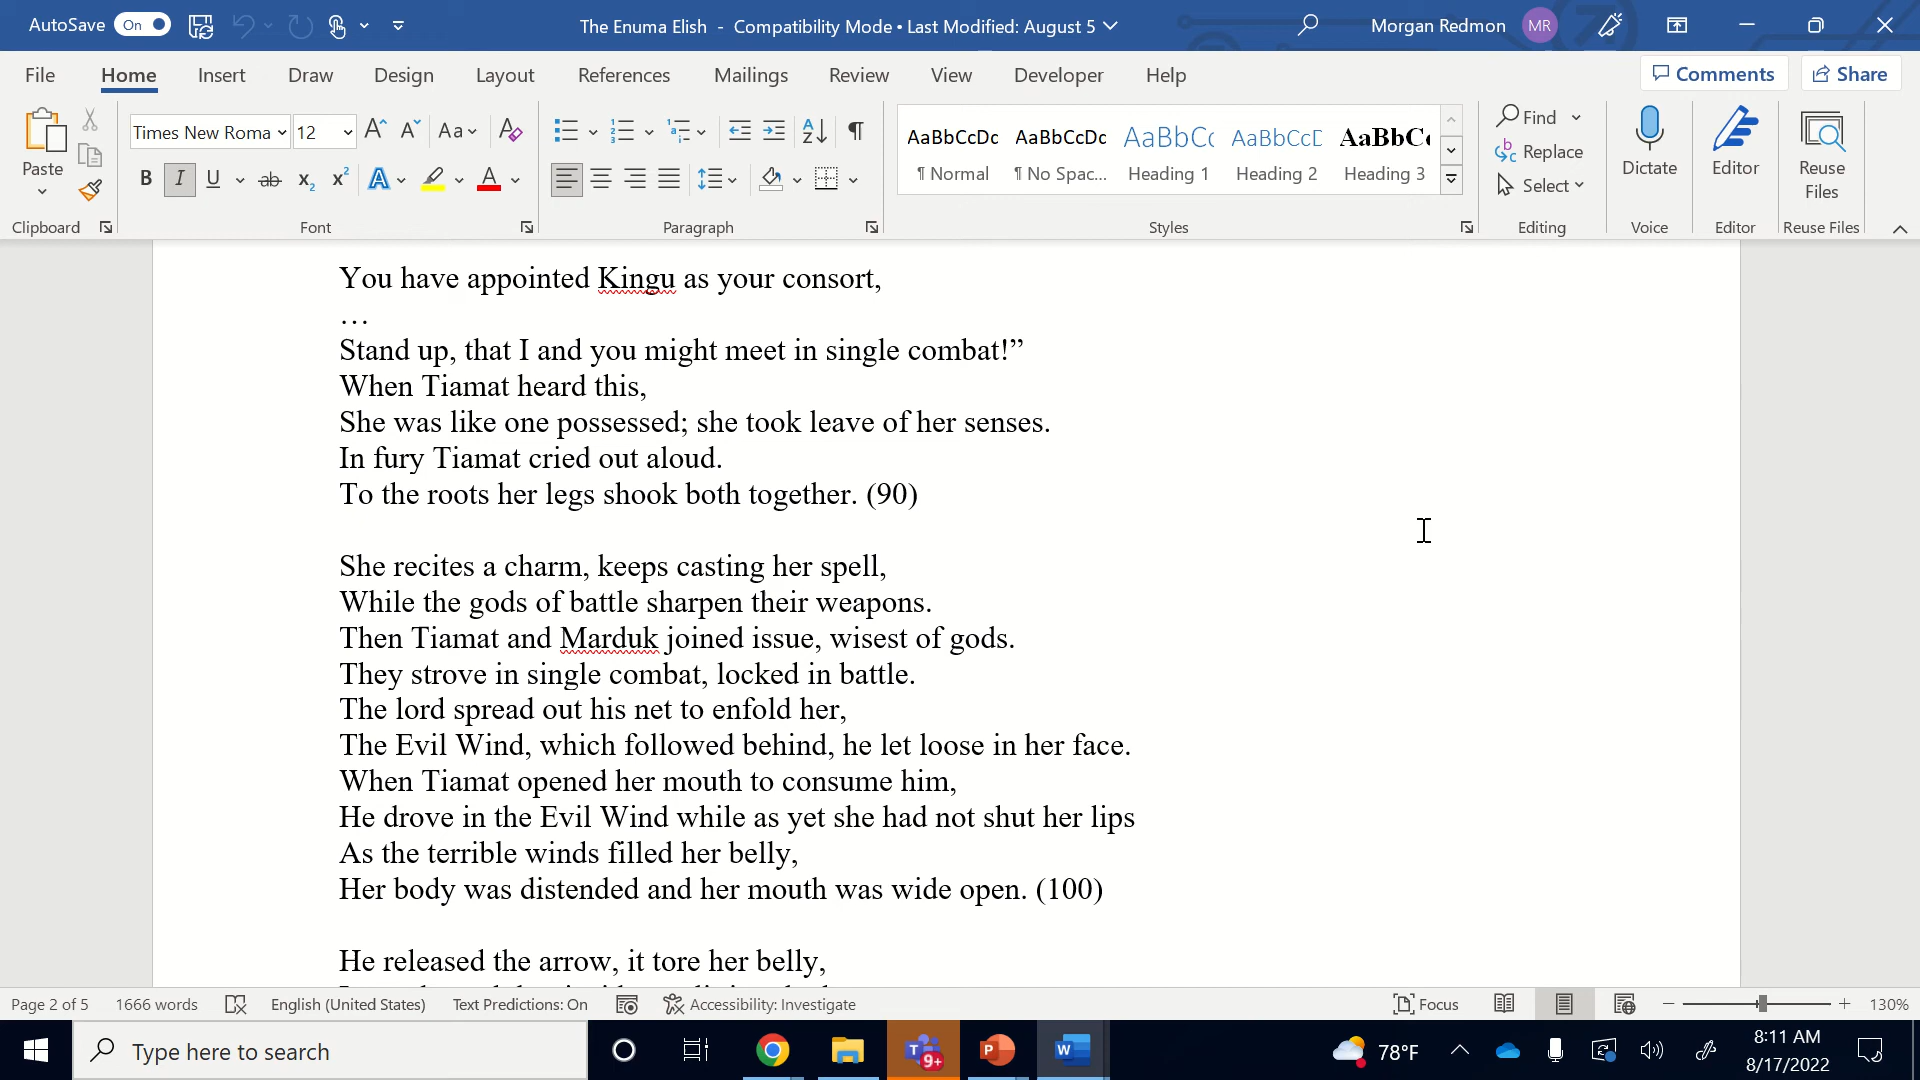 AutoSave On The Enuma Elish - Compatibility Mode • Last Modified: August 5 Morgan Redmon MR
File Home Insert Draw Design Layout References Mailings Review View Developer Help Comments Share
Times New Roma 12 Aa
AaBbCcDc AaBbCcDc AaBbC AaBbCcD AaBbC
Find
Paste
Replace
Dictate Editor Reuse Files
B I U ab x₂ x² A A
¶ Normal ¶ No Spac... Heading 1 Heading 2 Heading 3
Select
Clipboard Font Paragraph Styles Editing Voice Editor Reuse Files
You have appointed Kingu as your consort,
…
Stand up, that I and you might meet in single combat!”
When Tiamat heard this,
She was like one possessed; she took leave of her senses.
In fury Tiamat cried out aloud.
To the roots her legs shook both together. (90)
She recites a charm, keeps casting her spell,
While the gods of battle sharpen their weapons.
Then Tiamat and Marduk joined issue, wisest of gods.
They strove in single combat, locked in battle.
The lord spread out his net to enfold her,
The Evil Wind, which followed behind, he let loose in her face.
When Tiamat opened her mouth to consume him,
He drove in the Evil Wind while as yet she had not shut her lips
As the terrible winds filled her belly,
Her body was distended and her mouth was wide open. (100)
He released the arrow, it tore her belly,
Page 2 of 5 1666 words English (United States) Text Predictions: On Accessibility: Investigate Focus 130%
Type here to search 9+ 78°F 8:11 AM
8/17/2022